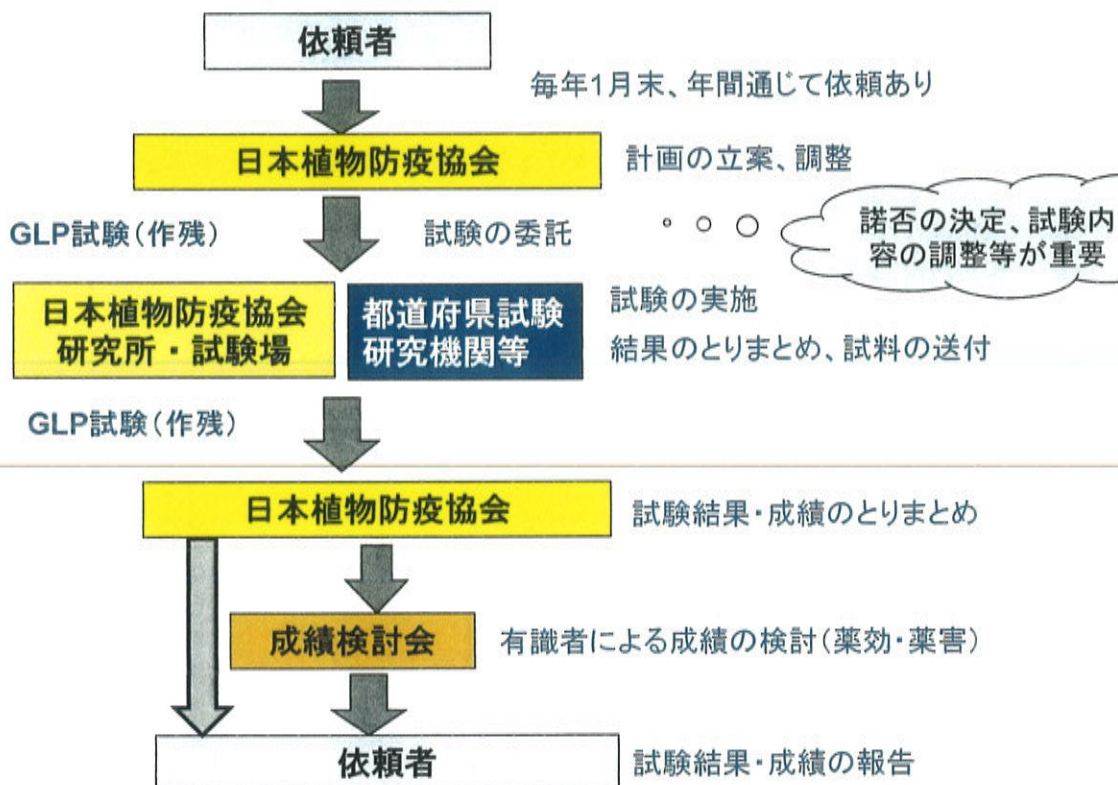 依頼者
毎年1月末、年間通じて依頼あり
日本植物防疫協会
計画の立案、調整
GLP試験(作残)
試験の委託
諾否の決定、試験内
容の調整等が重要
日本植物防疫協会
研究所・試験場
都道府県試験
研究機関等
試験の実施
結果のとりまとめ、試料の送付
GLP試験(作残)
日本植物防疫協会
試験結果・成績のとりまとめ
成績検討会
有識者による成績の検討(薬効・薬害)
依頼者
試験結果・成績の報告